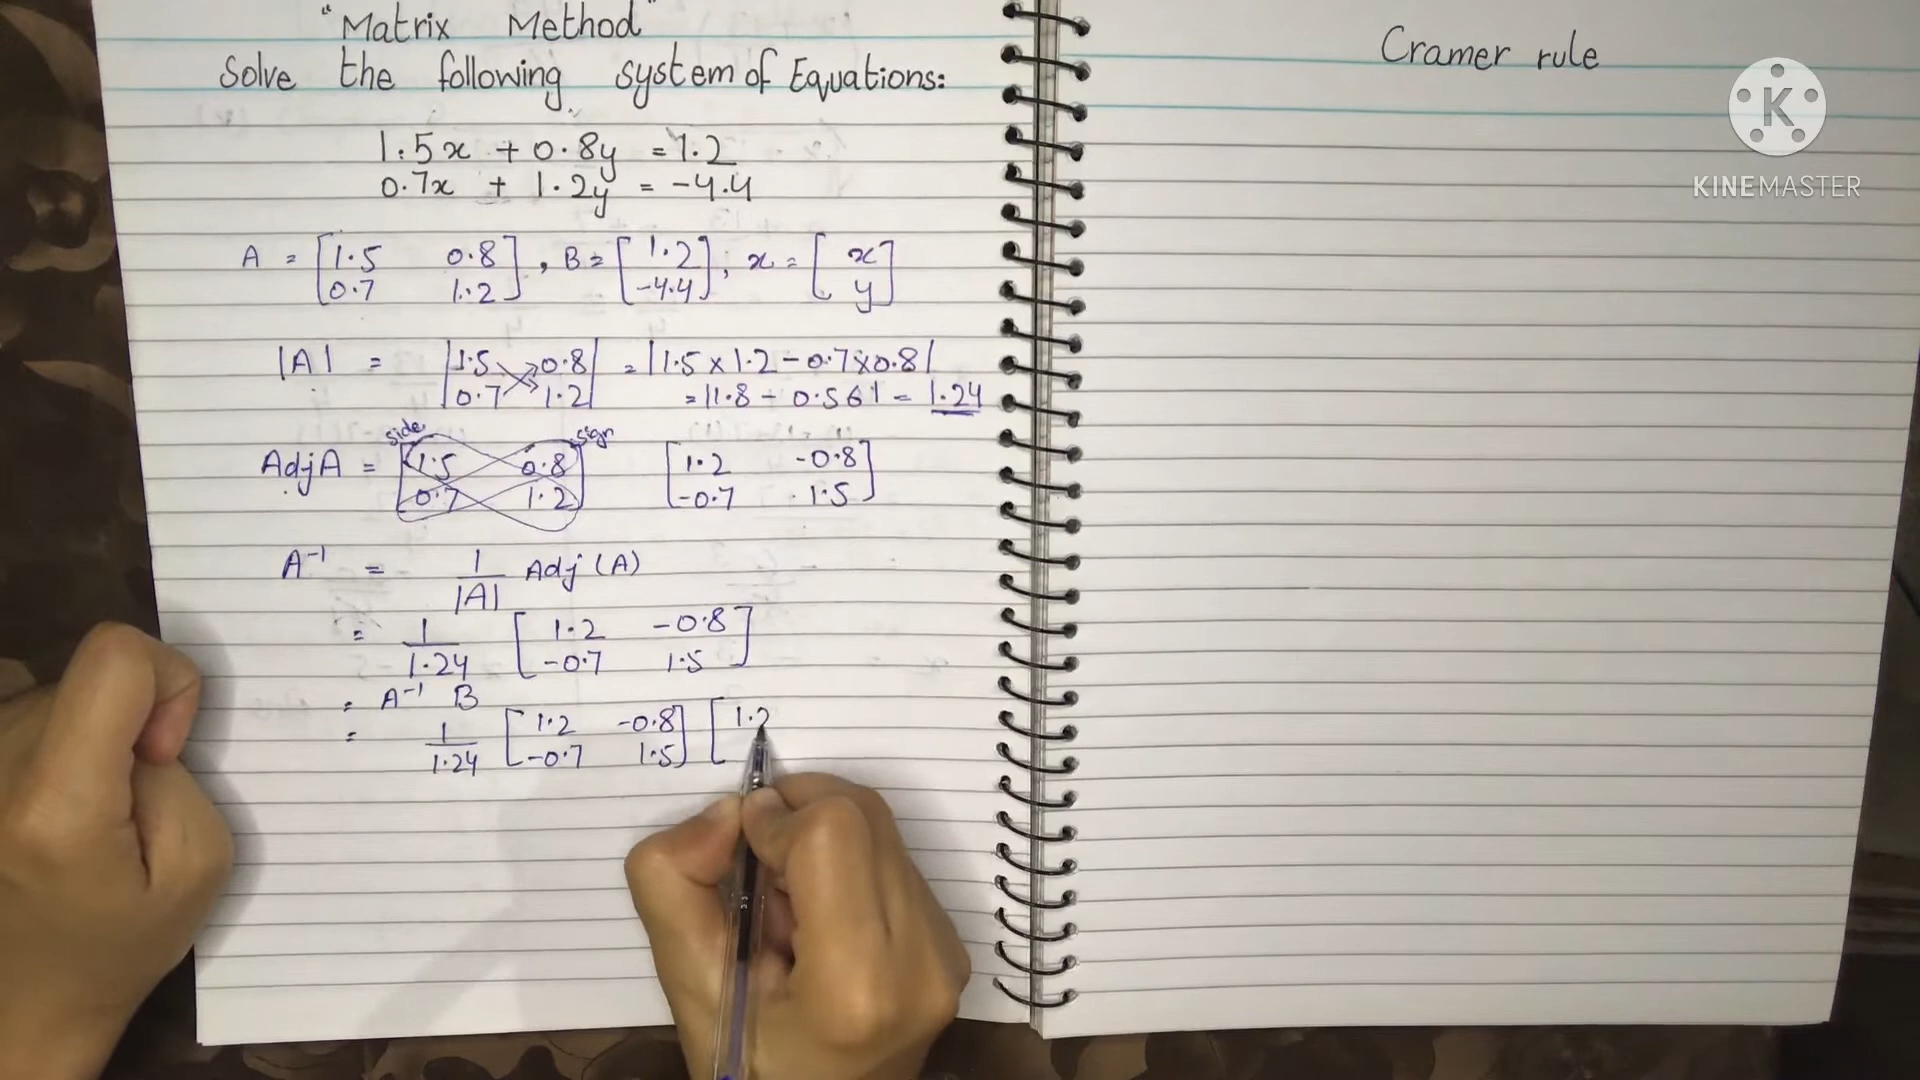 "Matrix Method"
Solve the following system of Equations:
1.5x + 0.8y = 1.2
0.7x + 1.2y = -4.4
A = [1.5 0.8], B = [1.2]; x = [x]
[0.7 1.2] [-4.4] [y]
|A| = |1.5 0.8| = |1.5 × 1.2 - 0.7 × 0.8|
|0.7 1.2| = |1.8 - 0.56| = 1.24
side sign
Adj A = [1.5 0.8] [1.2 -0.8]
[0.7 1.2] [-0.7 1.5]
A⁻¹ = 1/|A| Adj (A)
= 1/1.24 [1.2 -0.8]
[-0.7 1.5]
= A⁻¹ B
= 1/1.24 [1.2 -0.8] [1.2
[-0.7 1.5]
Cramer rule
K
KINEMASTER